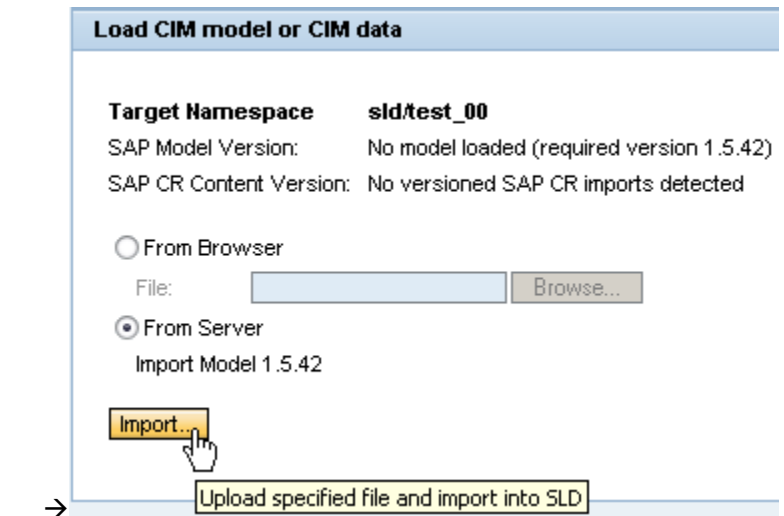 Load CIM model or CIM data
Target Namespace sld/test_00
SAP Model Version: No model loaded (required version 1.5.42)
SAP CR Content Version: No versioned SAP CR imports detected
From Browser
File: Browse...
From Server
Import Model 1.5.42
Import...
Upload specified file and import into SLD
→